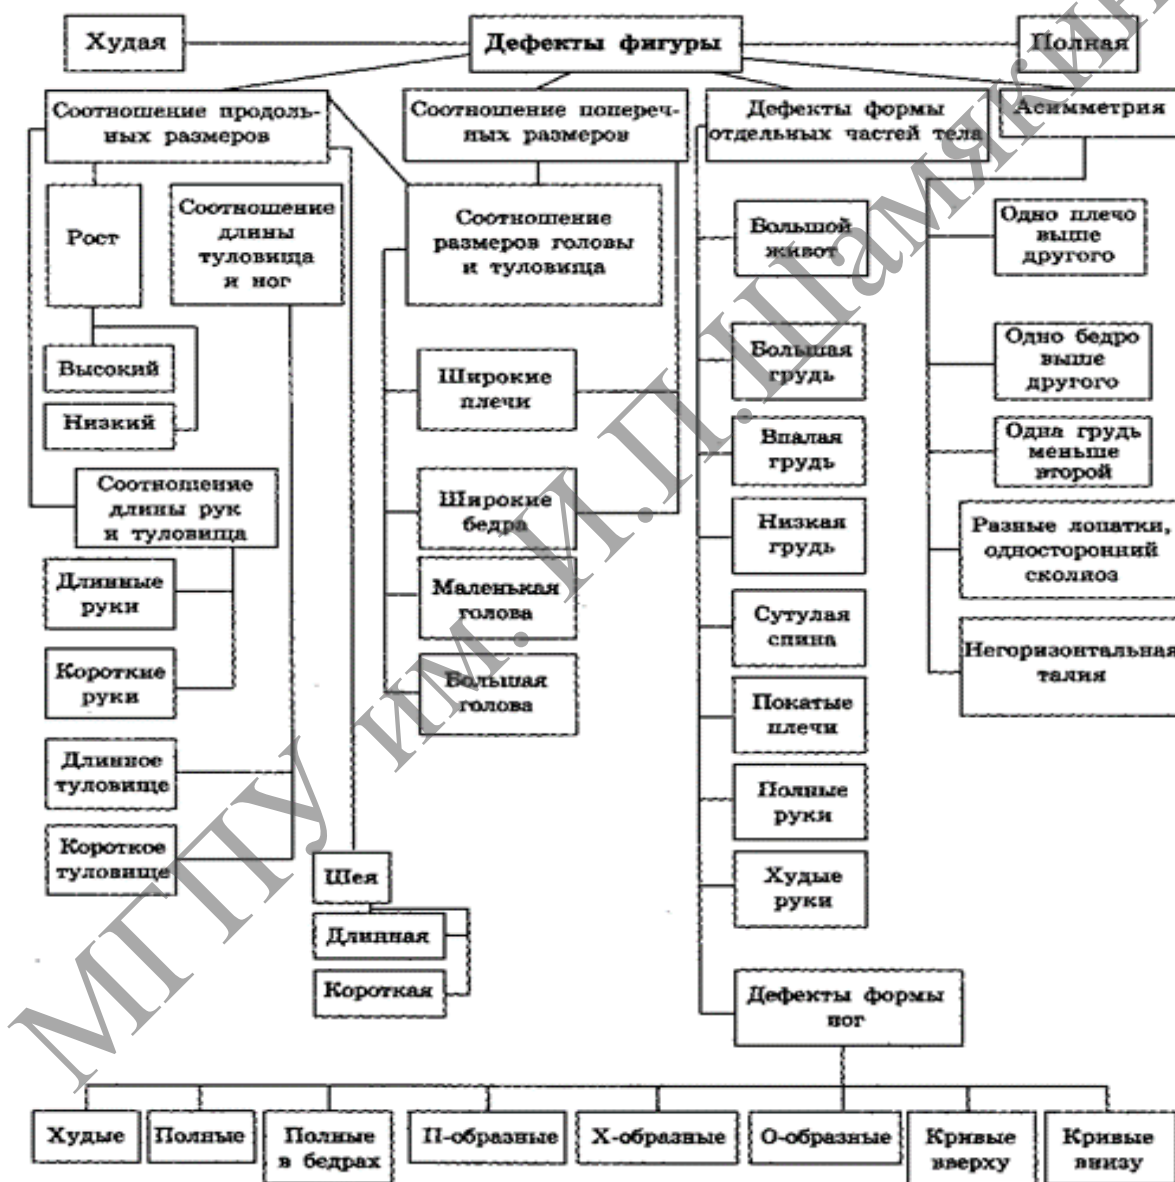 Худая
Дефекты фигуры
Полная
Соотношение продоль-
ных размеров
Соотношение попереч-
ных размеров
Дефекты формы
отдельных частей тела
Асимметрия
Рост
Соотношение
длины
туловища
и ног
Соотношение
размеров головы
и туловища
Большой
живот
Одно плечо
выше
другого
Высокий
Низкий
Широкие
плечи
Большая
грудь
Одно бедро
выше
другого
Соотношение
длины рук
и туловища
Широкие
бедра
Впалая
грудь
Одна грудь
меньше
второй
Низкая
грудь
Разные лопатки,
односторонний
сколиоз
Длинные
руки
Маленькая
голова
Сутулая
спина
Негоризонтальная
талия
Короткие
руки
Большая
голова
Покатые
плечи
Длинное
туловище
Полные
руки
Короткое
туловище
Шея
Длинная
Короткая
Худые
руки
Дефекты формы
ног
Худые
Полные
Полные
в бедрах
П-образные
Х-образные
О-образные
Кривые
вверху
Кривые
внизу
МГПУ им. И.П.Шамякин